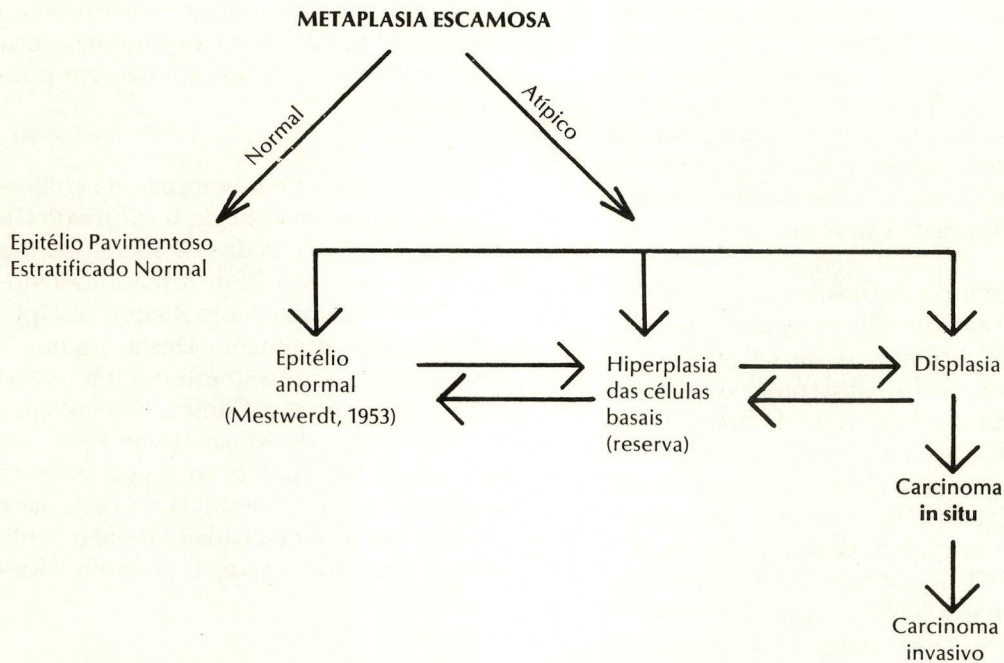 METAPLASIA ESCAMOSA
Normal
Atípico
Epitélio Pavimentoso
Estratificado Normal
Epitélio
anormal
(Mestwerdt, 1953)
Hiperplasia
das células
basais
(reserva)
Displasia
Carcinoma
in situ
Carcinoma
invasivo